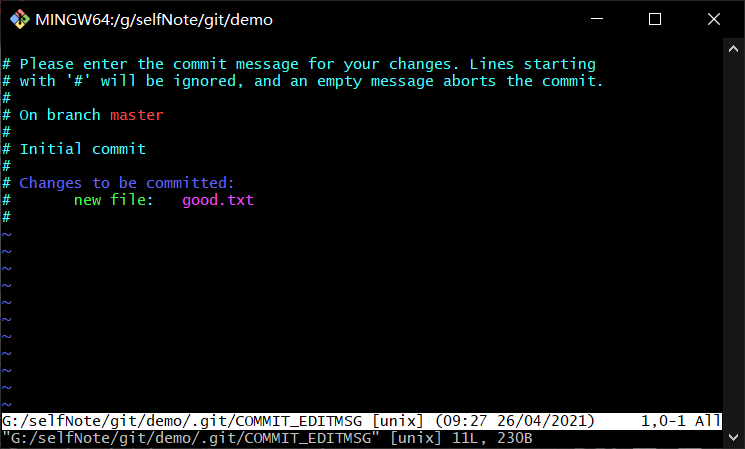 MINGW64:/g/selfNote/git/demo
# Please enter the commit message for your changes. Lines starting
# with '#' will be ignored, and an empty message aborts the commit.
#
# On branch master
#
# Initial commit
#
# Changes to be committed:
#       new file:   good.txt
#
~
~
~
~
~
~
~
~
~
~
~
G:/selfNote/git/demo/.git/COMMIT_EDITMSG [unix] (09:27 26/04/2021)     1,0-1 All
"G:/selfNote/git/demo/.git/COMMIT_EDITMSG" [unix] 11L, 230B